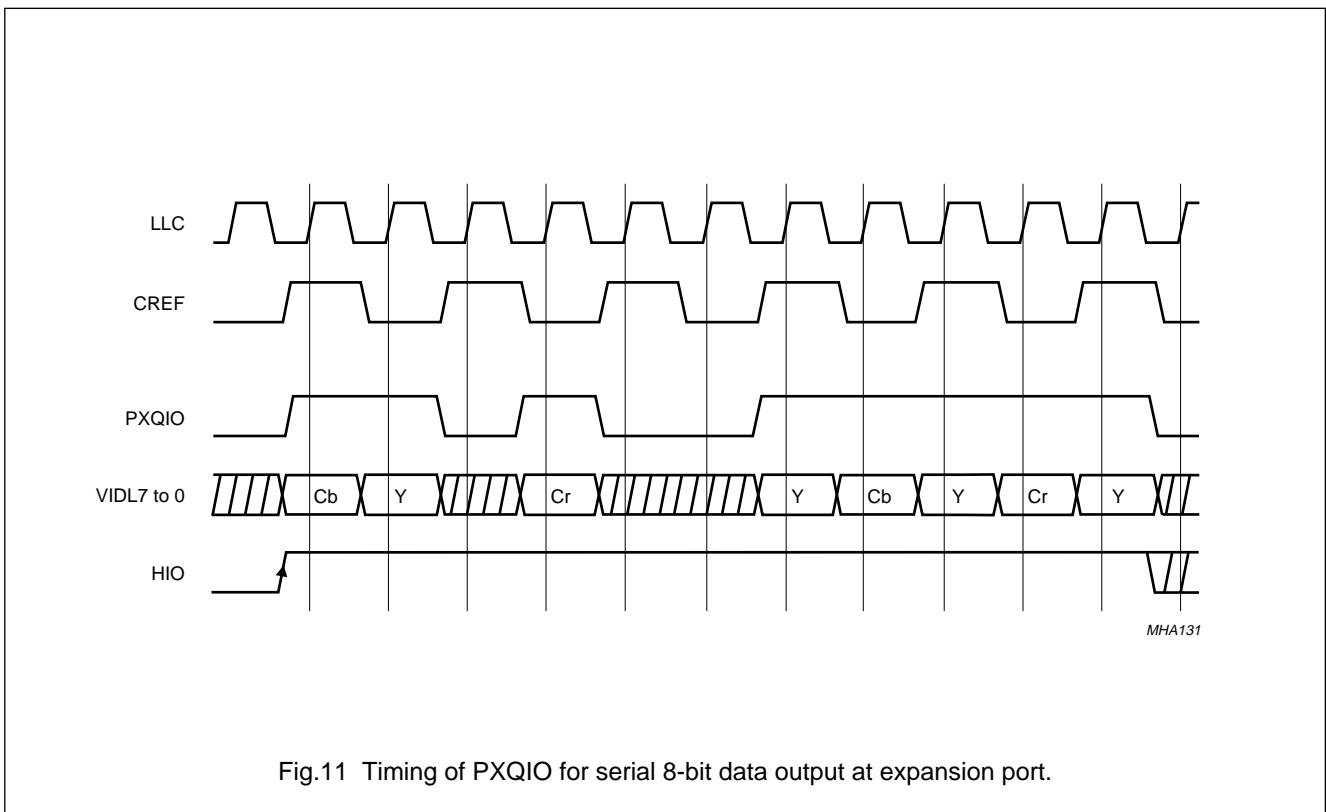 LLC
CREF
PXQIO
VIDL7 to 0 Cb Y Cr Y Cb Y Cr Y
HIO
MHA131
Fig.11 Timing of PXQIO for serial 8-bit data output at expansion port.